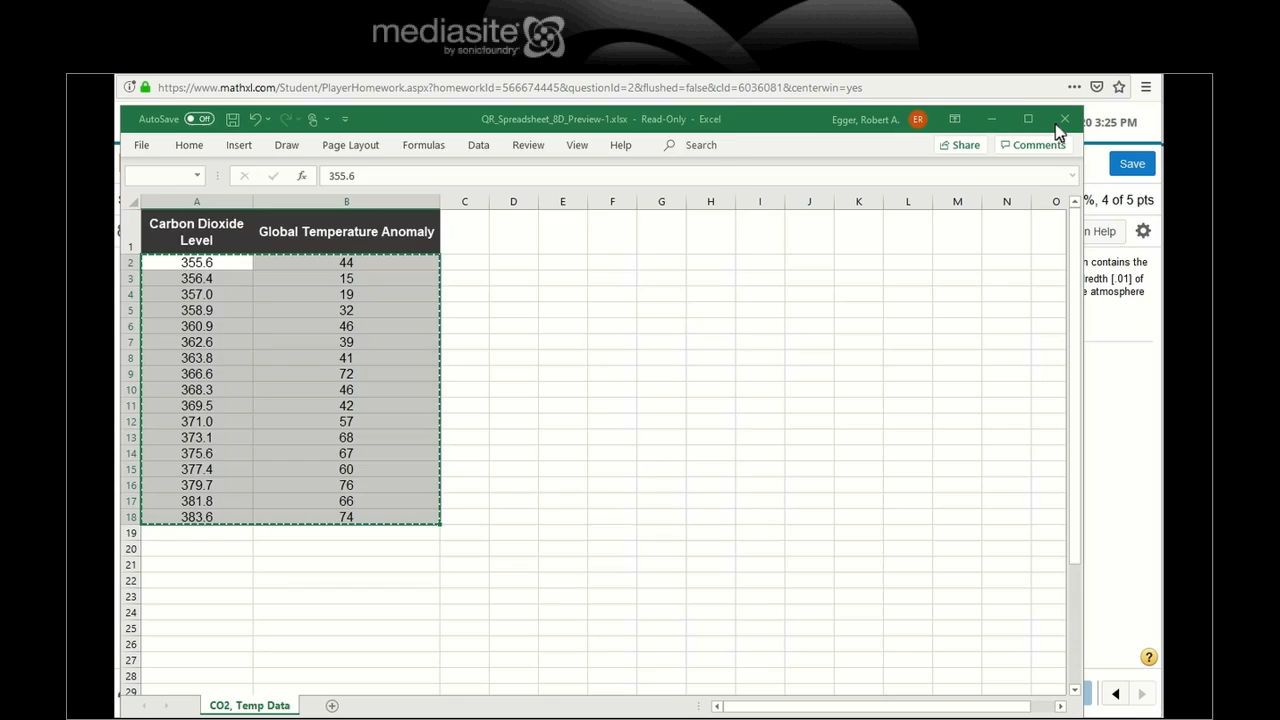 mediasite
by sonicfoundry
https://www.mathxl.com/Student/PlayerHomework.aspx?homeworkId=566674445&questionId=2&flushed=false&cId=6036081&centerwin=yes
AutoSave Off QR_Spreadsheet_8D_Preview-1.xlsx - Read-Only - Excel Egger, Robert A. ER
0 3:25 PM
File Home Insert Draw Page Layout Formulas Data Review View Help Search Share Comments
Save
fx 355.6
%, 4 of 5 pts
A B C D E F G H I J K L M N O
1 Carbon Dioxide Level Global Temperature Anomaly
n Help
2 355.6 44
n contains the
3 356.4 15
redth [.01] of
4 357.0 19
e atmosphere
5 358.9 32
6 360.9 46
7 362.6 39
8 363.8 41
9 366.6 72
10 368.3 46
11 369.5 42
12 371.0 57
13 373.1 68
14 375.6 67
15 377.4 60
16 379.7 76
17 381.8 66
18 383.6 74
19
20
21
22
23
24
25
26
27
28
29
?
CO2, Temp Data